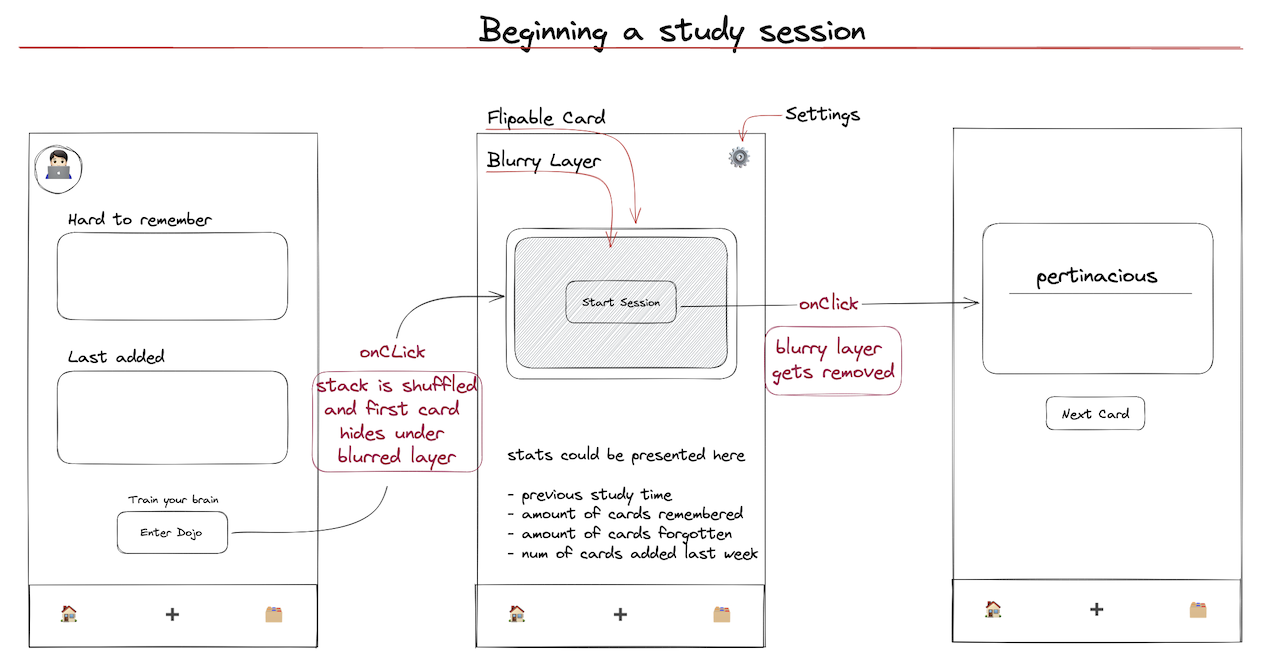 Beginning a study session
Hard to remember
Last added
Train your brain
Enter Dojo
onCLick
stack is shuffled
and first card
hides under
blurred layer
Flipable Card
Blurry Layer
Settings
Start Session
stats could be presented here
- previous study time
- amount of cards remembered
- amount of cards forgotten
- num of cards added last week
onClick
blurry layer
gets removed
pertinacious
Next Card